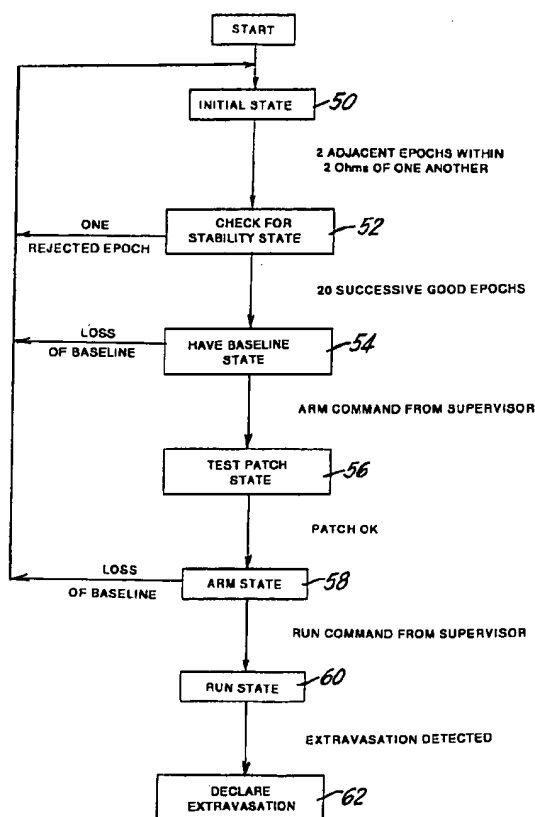 START
INITIAL STATE
50
2 ADJACENT EPOCHS WITHIN
2 Ohms OF ONE ANOTHER
ONE
REJECTED EPOCH
CHECK FOR
STABILITY STATE
52
20 SUCCESSIVE GOOD EPOCHS
LOSS
OF BASELINE
HAVE BASELINE
STATE
54
ARM COMMAND FROM SUPERVISOR
TEST PATCH
STATE
56
PATCH OK
LOSS
OF BASELINE
ARM STATE
58
RUN COMMAND FROM SUPERVISOR
RUN STATE
60
EXTRAVASATION DETECTED
DECLARE
EXTRAVASATION
62